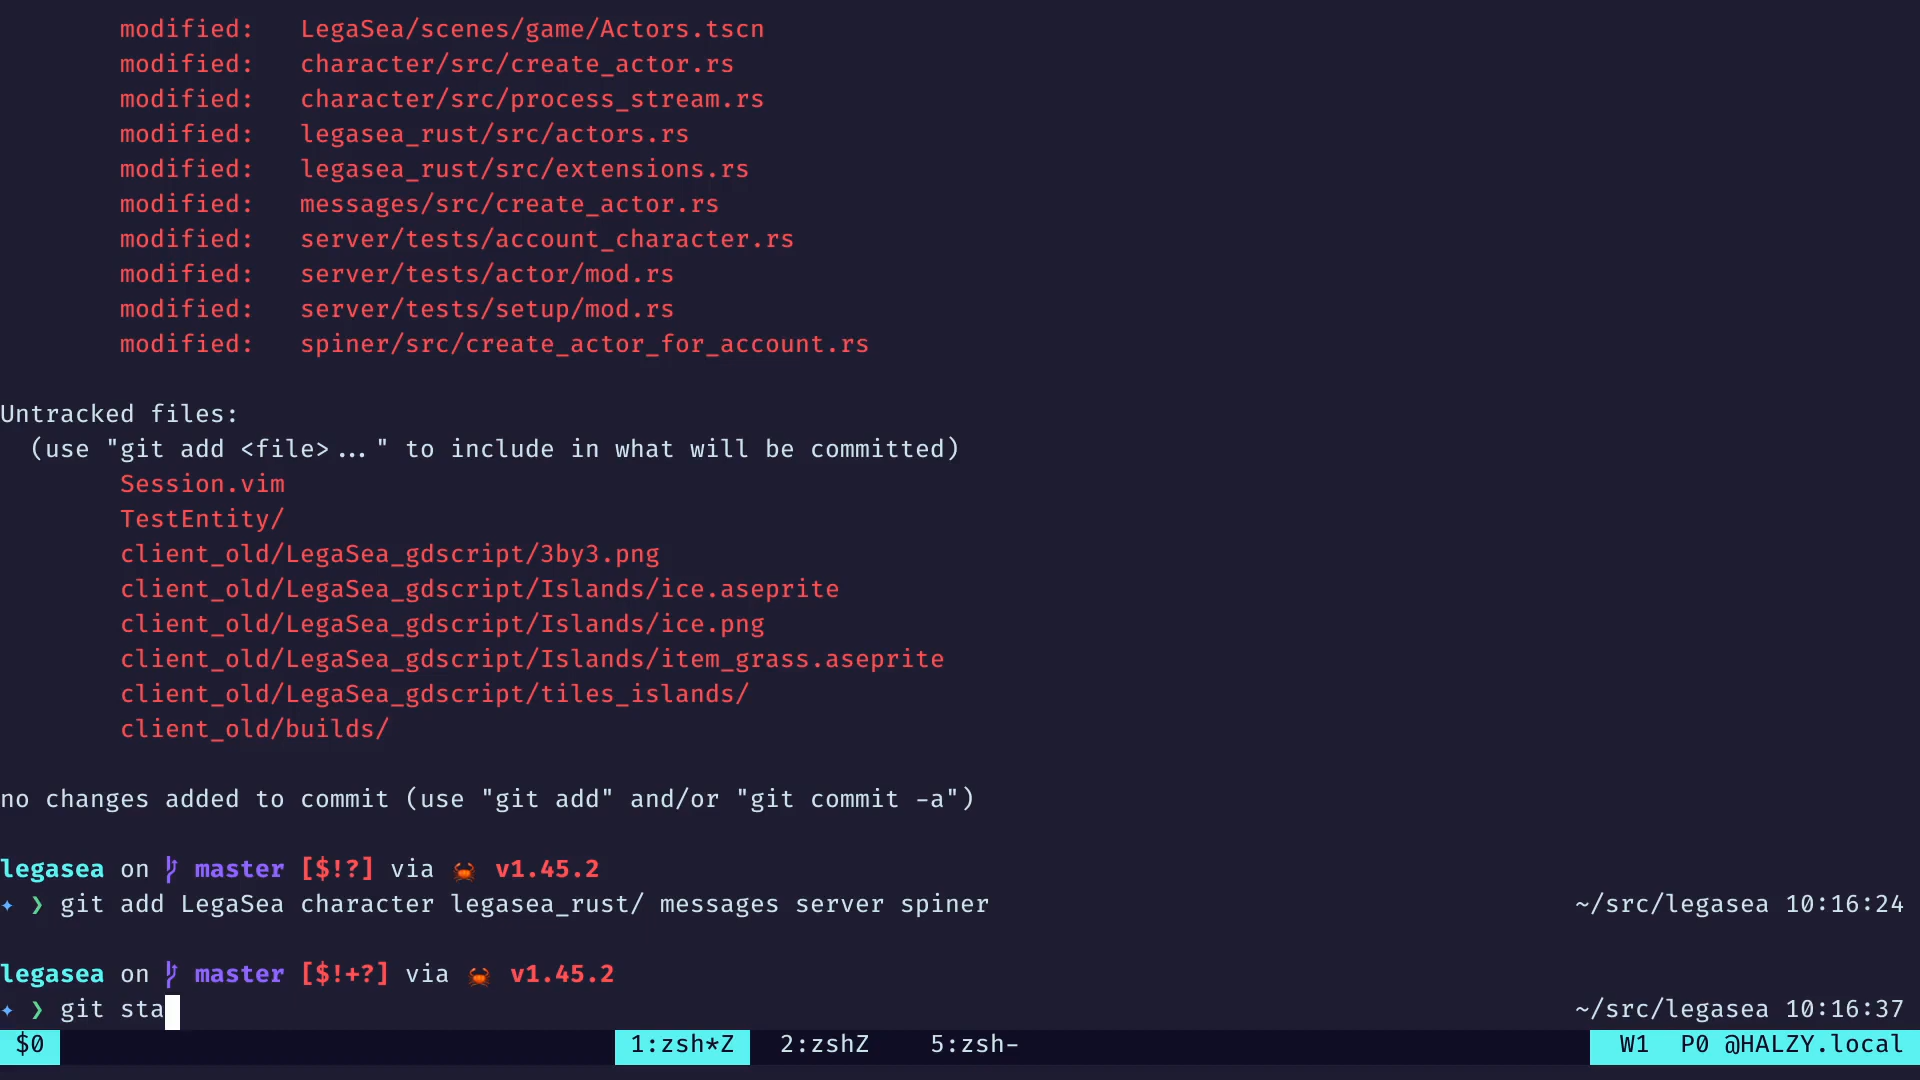 modified:   LegaSea/scenes/game/Actors.tscn
modified:   character/src/create_actor.rs
modified:   character/src/process_stream.rs
modified:   legasea_rust/src/actors.rs
modified:   legasea_rust/src/extensions.rs
modified:   messages/src/create_actor.rs
modified:   server/tests/account_character.rs
modified:   server/tests/actor/mod.rs
modified:   server/tests/setup/mod.rs
modified:   spiner/src/create_actor_for_account.rs
Untracked files:
(use "git add <file>..." to include in what will be committed)
Session.vim
TestEntity/
client_old/LegaSea_gdscript/3by3.png
client_old/LegaSea_gdscript/Islands/ice.aseprite
client_old/LegaSea_gdscript/Islands/ice.png
client_old/LegaSea_gdscript/Islands/item_grass.aseprite
client_old/LegaSea_gdscript/tiles_islands/
client_old/builds/
no changes added to commit (use "git add" and/or "git commit -a")
legasea on master [$!?] via 🦀 v1.45.2
✦ ❯ git add LegaSea character legasea_rust/ messages server spiner ~/src/legasea 10:16:24
legasea on master [$!+?] via 🦀 v1.45.2
✦ ❯ git sta ~/src/legasea 10:16:37
$0 1:zsh*Z 2:zshZ 5:zsh- W1 P0 @HALZY.local